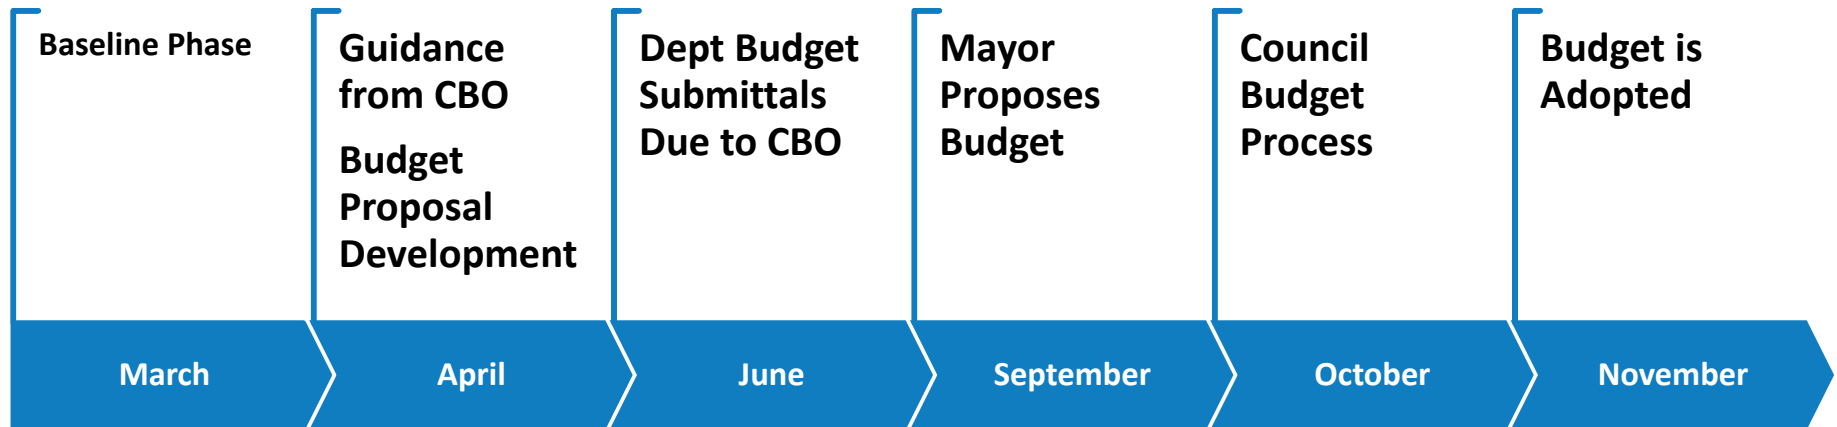 Baseline Phase
Guidance
from CBO
Budget
Proposal
Development
Dept Budget
Submittals
Due to CBO
Mayor
Proposes
Budget
Council
Budget
Process
Budget is
Adopted
March
April
June
September
October
November